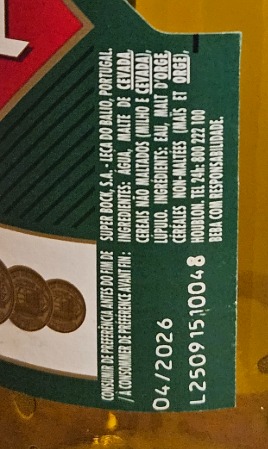 SUPER BOCK, S.A. - LEÇA DO BALIO, PORTUGAL.
INGREDIENTES: ÁGUA, MALTE DE CEVADA,
CEREAIS NÃO MALTADOS (MILHO E CEVADA),
LÚPULO. INGRÉDIENTS: EAU, MALT D'ORGE,
CÉRÉALES NON-MALTÉES (MAÏS ET ORGE),
HOUBLON. TEL 24H: 800 222 100
BEBA COM RESPONSABILIDADE.
CONSUMIR DE PREFERÊNCIA ANTES DO FIM DE
/ À CONSOMMER DE PRÉFÉRENCE AVANT FIN :
04/2026
L25091510048